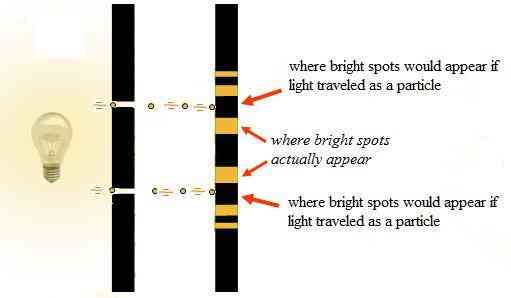 where bright spots would appear if
light traveled as a particle
where bright spots
actually appear
where bright spots would appear if
light traveled as a particle